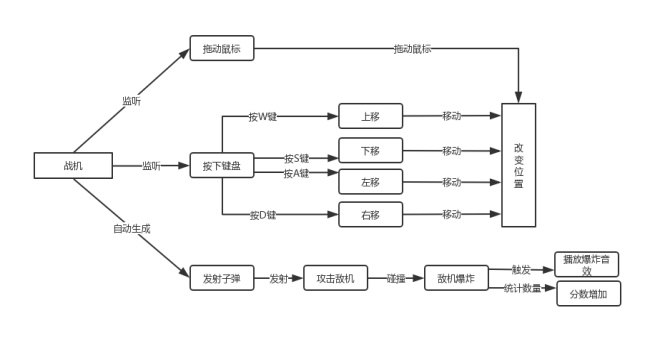 拖动鼠标
拖动鼠标
监听
按W键
上移
移动
战机
监听
按下键盘
按S键
下移
移动
按A键
左移
移动
改
变
位
置
按D键
右移
移动
自动生成
发射子弹
发射
攻击敌机
碰撞
敌机爆炸
触发
播放爆炸音
效
统计数量
分数增加